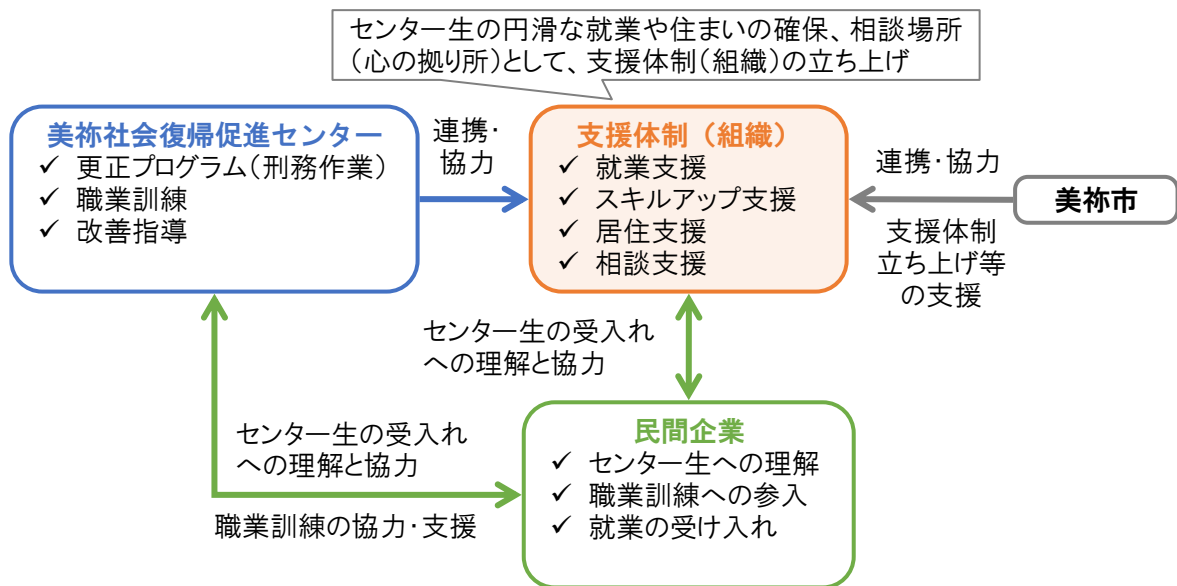 センター生の円滑な就業や住まいの確保、相談場所
（心の拠り所）として、支援体制（組織）の立ち上げ
美祢社会復帰促進センター
✓ 更正プログラム（刑務作業）
✓ 職業訓練
✓ 改善指導
連携・
協力
支援体制（組織）
✓ 就業支援
✓ スキルアップ支援
✓ 居住支援
✓ 相談支援
連携・協力
美祢市
支援体制
立ち上げ等
の支援
センター生の受入れ
への理解と協力
センター生の受入れ
への理解と協力
職業訓練の協力・支援
民間企業
✓ センター生への理解
✓ 職業訓練への参入
✓ 就業の受け入れ